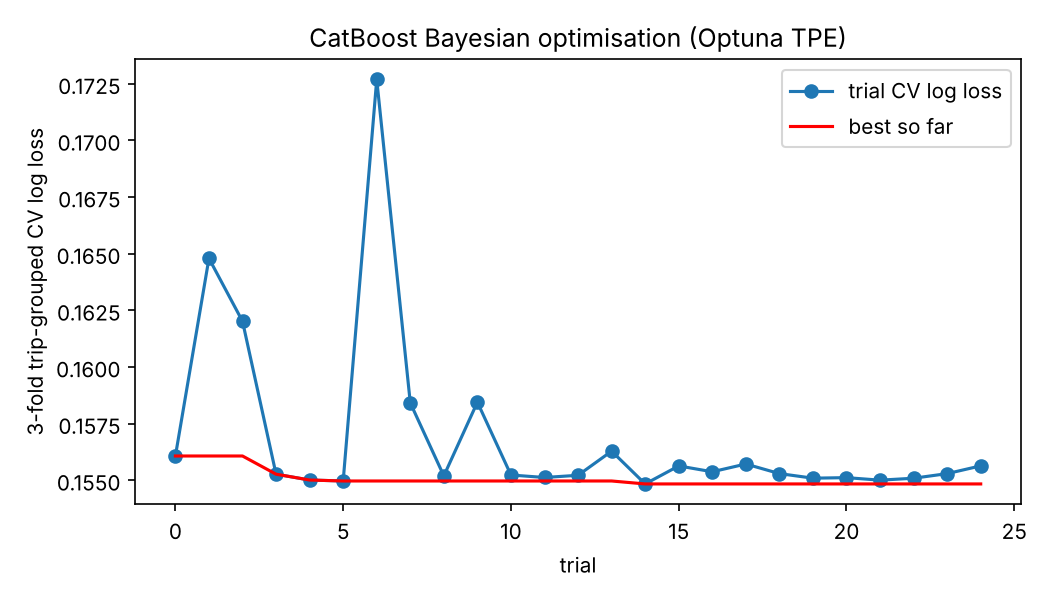 CatBoost Bayesian optimisation (Optuna TPE)
trial CV log loss
best so far
3-fold trip-grouped CV log loss
0.1725
0.1700
0.1675
0.1650
0.1625
0.1600
0.1575
0.1550
0 5 10 15 20 25
trial